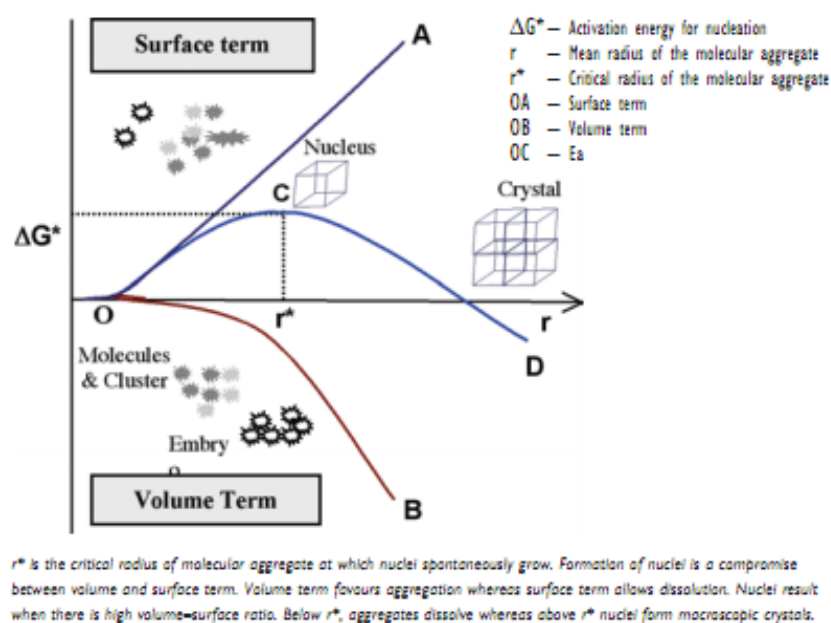 Surface term
A
ΔG* – Activation energy for nucleation
r – Mean radius of the molecular aggregate
r* – Critical radius of the molecular aggregate
OA – Surface term
OB – Volume term
OC – Ea
Nucleus
C
Crystal
ΔG*
O
r*
r
D
Molecules
& Cluster
Embry
o
Volume Term
B
r* is the critical radius of molecular aggregate at which nuclei spontaneously grow. Formation of nuclei is a compromise
between volume and surface term. Volume term favours aggregation whereas surface term allows dissolution. Nuclei result
when there is high volume=surface ratio. Below r*, aggregates dissolve whereas above r* nuclei form macroscopic crystals.